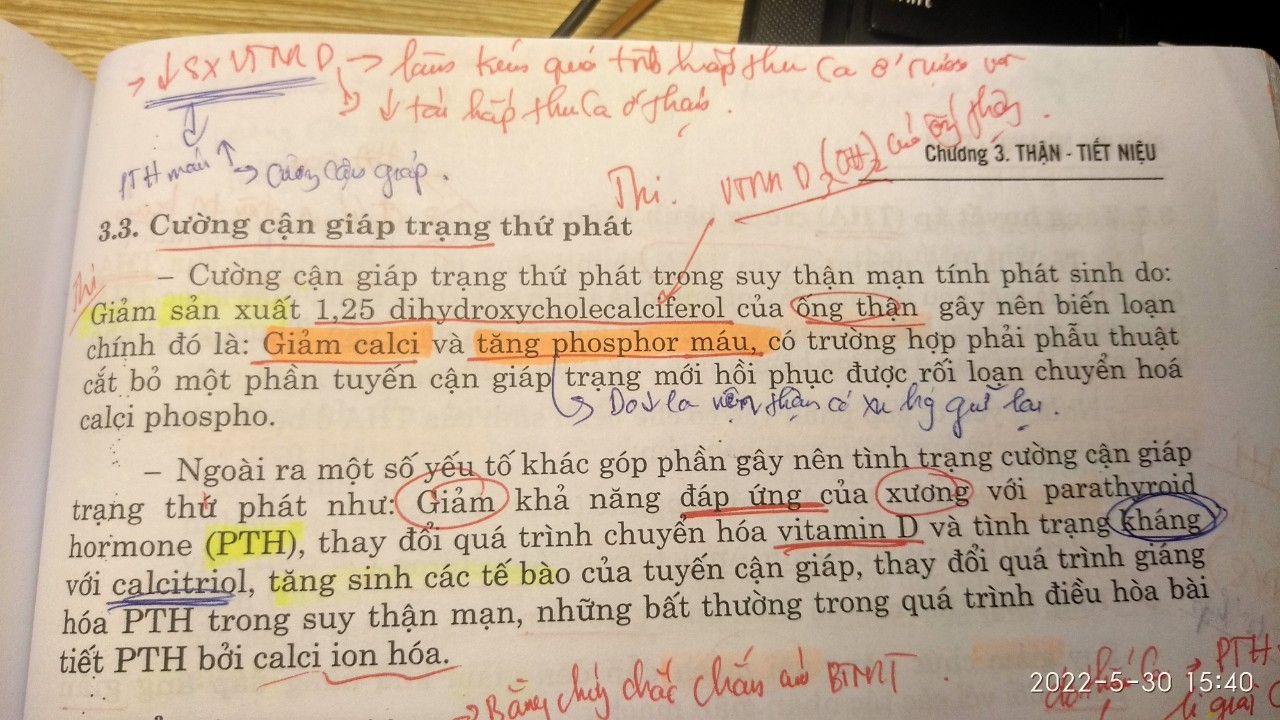 → ↓ SX VTM D → làm kém quá trình hấp thu Ca ở ruột
↓ tái hấp thu Ca ở thận.
PTH máu ↑ → cường cận giáp.
Thi. VTM D3(OH)2 của ống thận.
Chương 3. THẬN - TIẾT NIỆU
3.3. Cường cận giáp trạng thứ phát
Thi
– Cường cận giáp trạng thứ phát trong suy thận mạn tính phát sinh do:
Giảm sản xuất 1,25 dihydroxycholecalciferol của ống thận gây nên biến loạn
chính đó là: Giảm calci và tăng phosphor máu, có trường hợp phải phẫu thuật
cắt bỏ một phần tuyến cận giáp trạng mới hồi phục được rối loạn chuyển hoá
calci phospho.
→ Do ↓ Ca nên thận có xu hg giữ lại.
– Ngoài ra một số yếu tố khác góp phần gây nên tình trạng cường cận giáp
trạng thứ phát như: Giảm khả năng đáp ứng của xương với parathyroid
hormone (PTH), thay đổi quá trình chuyển hóa vitamin D và tình trạng kháng
với calcitriol, tăng sinh các tế bào của tuyến cận giáp, thay đổi quá trình giáng
hóa PTH trong suy thận mạn, những bất thường trong quá trình điều hòa bài
tiết PTH bởi calci ion hóa.
→ Bằng chứng chắc chắn BTMT
PTH
2022-5-30 15:40